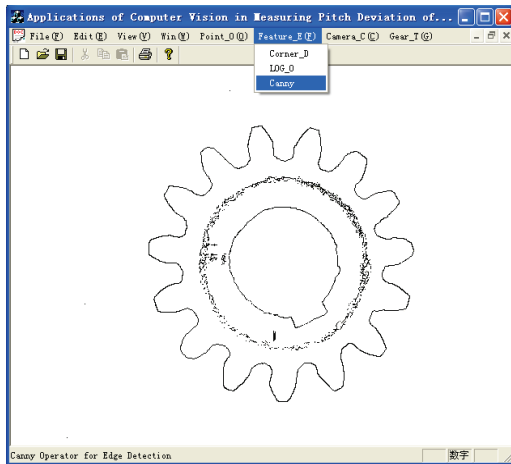 Applications of Computer Vision in Measuring Pitch Deviation of...
File(F) Edit(E) View(V) Win(W) Point_O(O) Feature_E(F) Camera_C(C) Gear_T(G)
Corner_D
LOG_O
Canny
Canny Operator for Edge Detection 数字